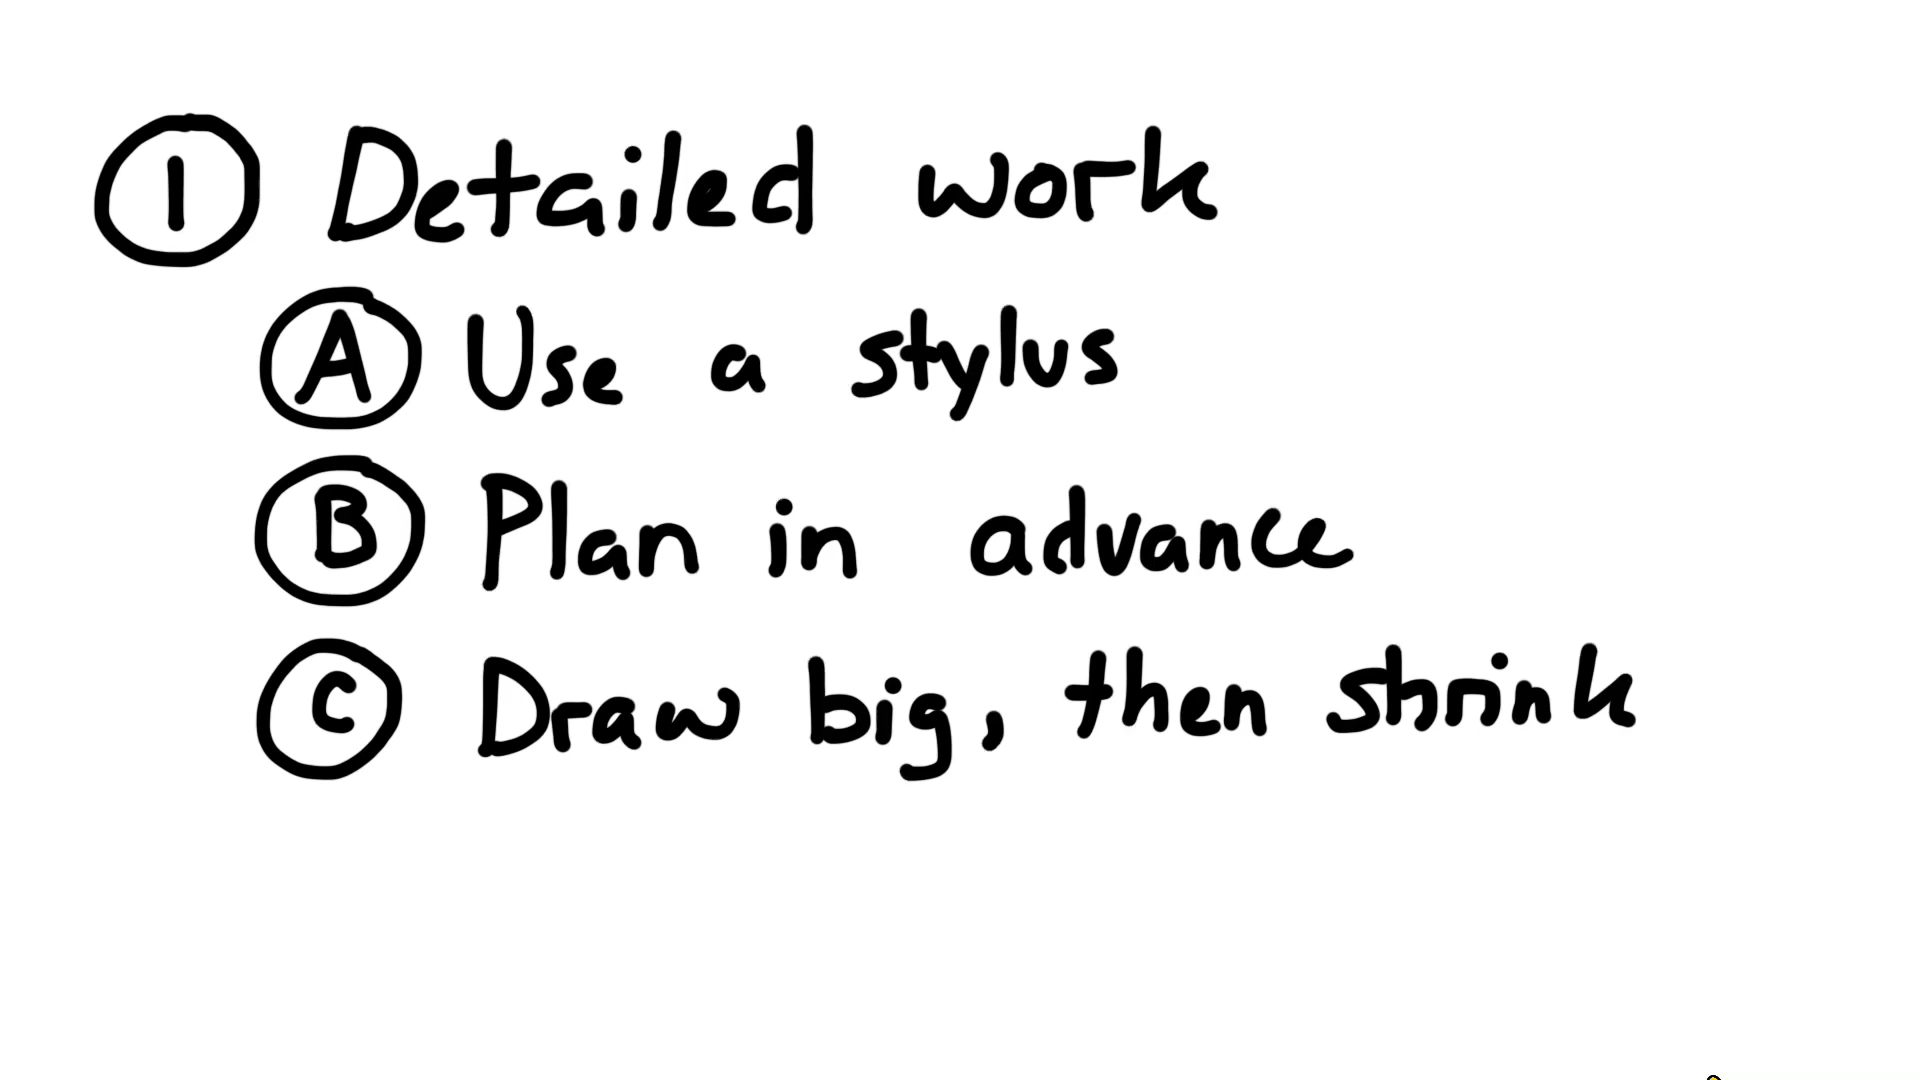 1 Detailed work
A Use a stylus
B Plan in advance
C Draw big, then shrink